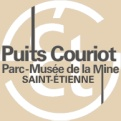 Puits Couriot
Parc-Musée de la Mine
SAINT-ÉTIENNE